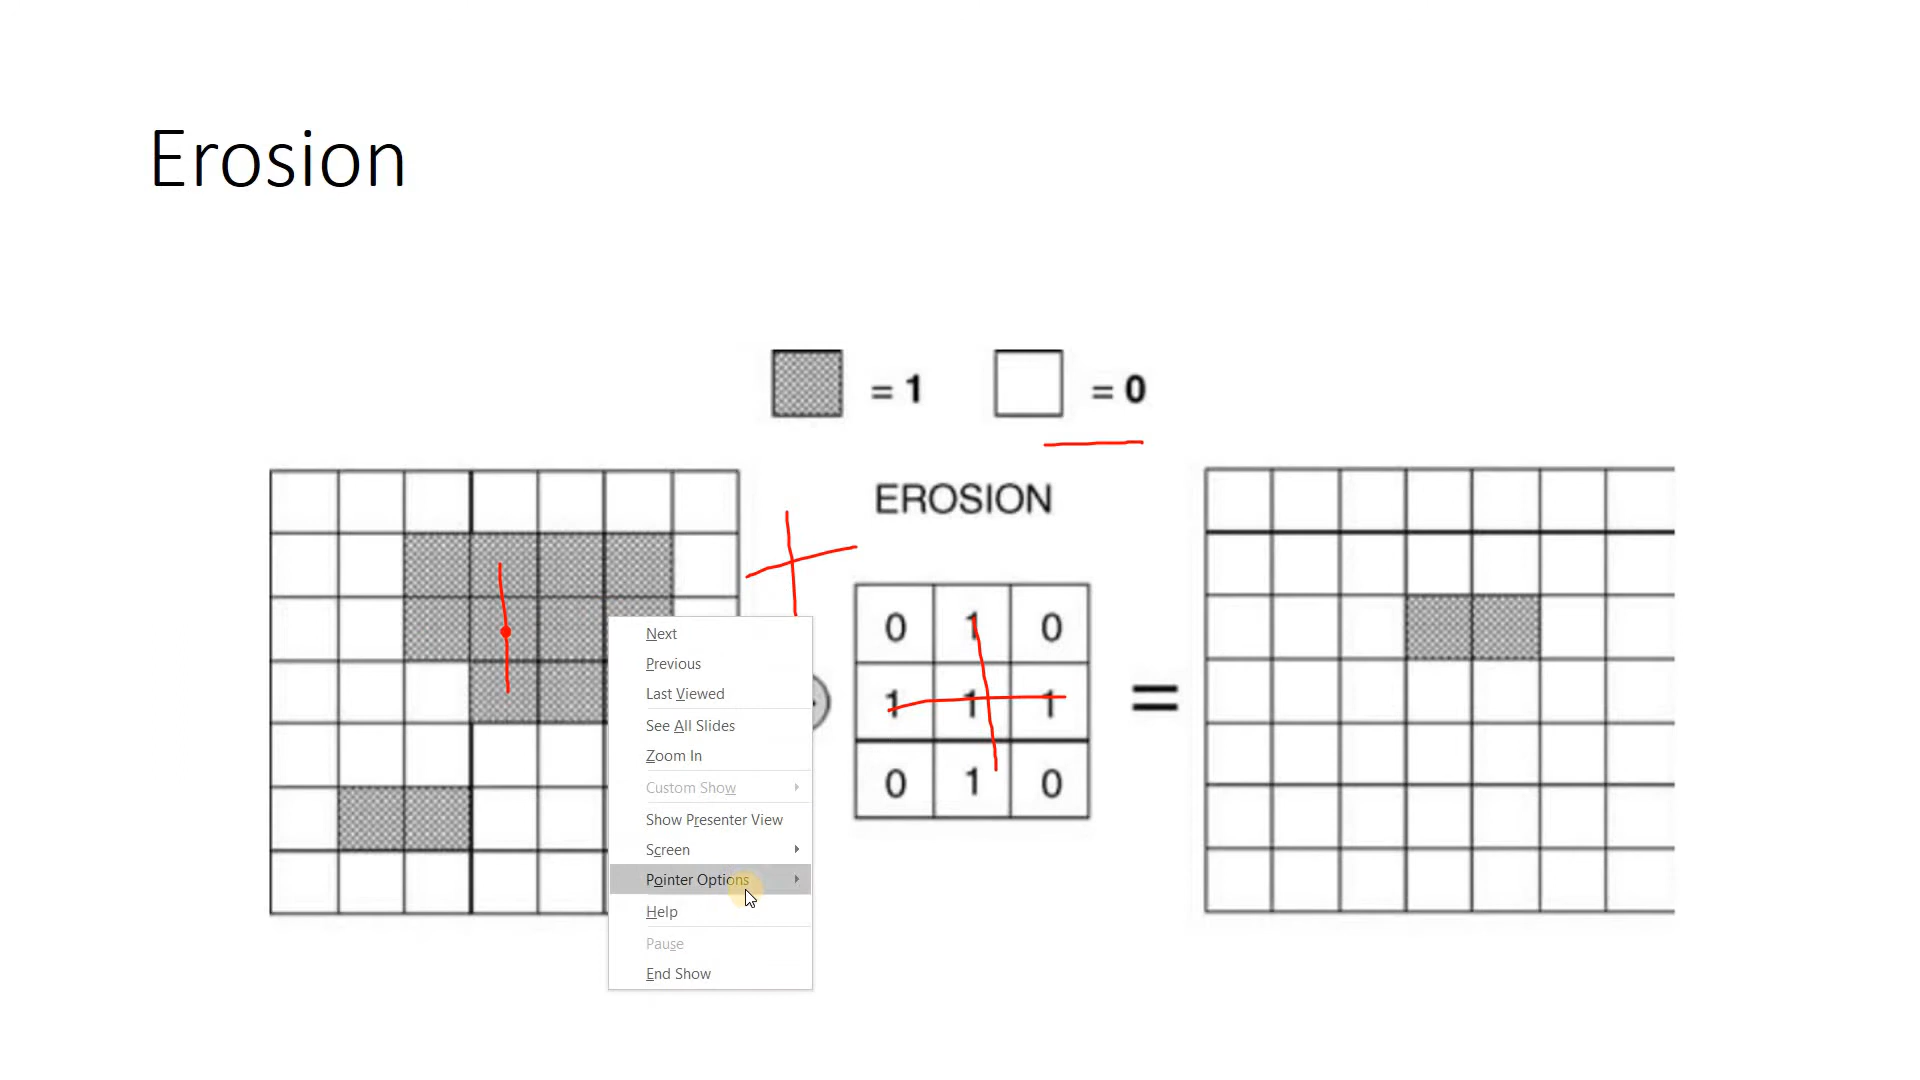 Erosion
= 1 = 0
EROSION
0 1 0
1 1 1
0 1 0
=
Next
Previous
Last Viewed
See All Slides
Zoom In
Custom Show
Show Presenter View
Screen
Pointer Options
Help
Pause
End Show